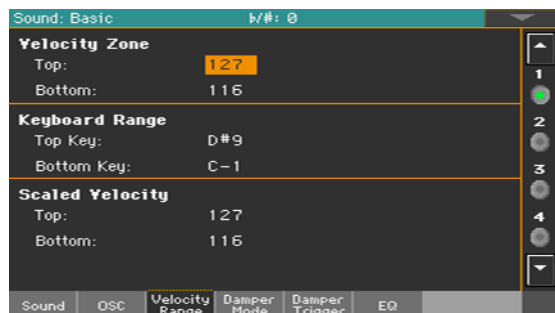 Sound: Basic ♭/#: 0
Velocity Zone
Top: 127
Bottom: 116
Keyboard Range
Top Key: D#9
Bottom Key: C-1
Scaled Velocity
Top: 127
Bottom: 116
1
2
3
4
Sound OSC Velocity Range Damper Mode Damper Trigger EQ